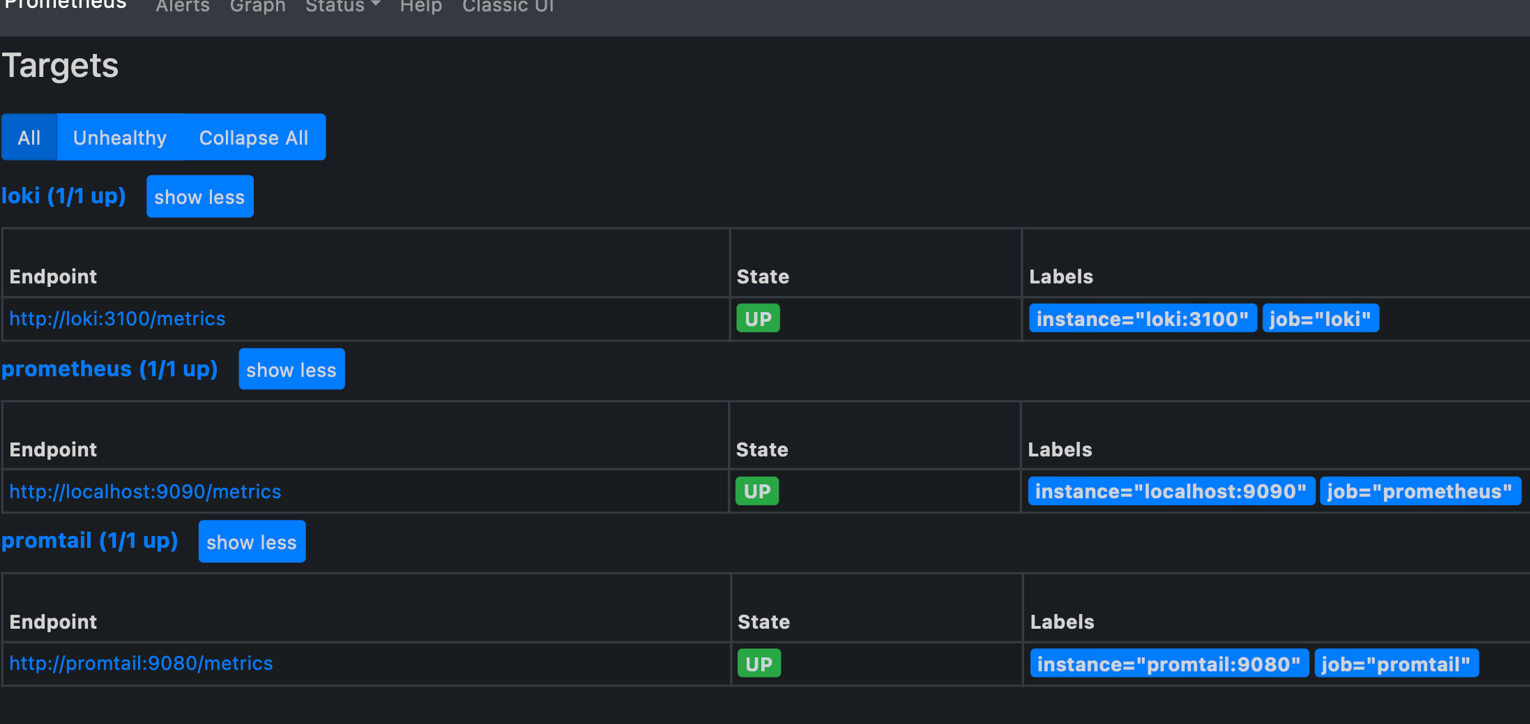 Prometheus Alerts Graph Status Help Classic UI
Targets
All Unhealthy Collapse All
loki (1/1 up) show less
Endpoint State Labels
http://loki:3100/metrics UP instance="loki:3100" job="loki"
prometheus (1/1 up) show less
Endpoint State Labels
http://localhost:9090/metrics UP instance="localhost:9090" job="prometheus"
promtail (1/1 up) show less
Endpoint State Labels
http://promtail:9080/metrics UP instance="promtail:9080" job="promtail"